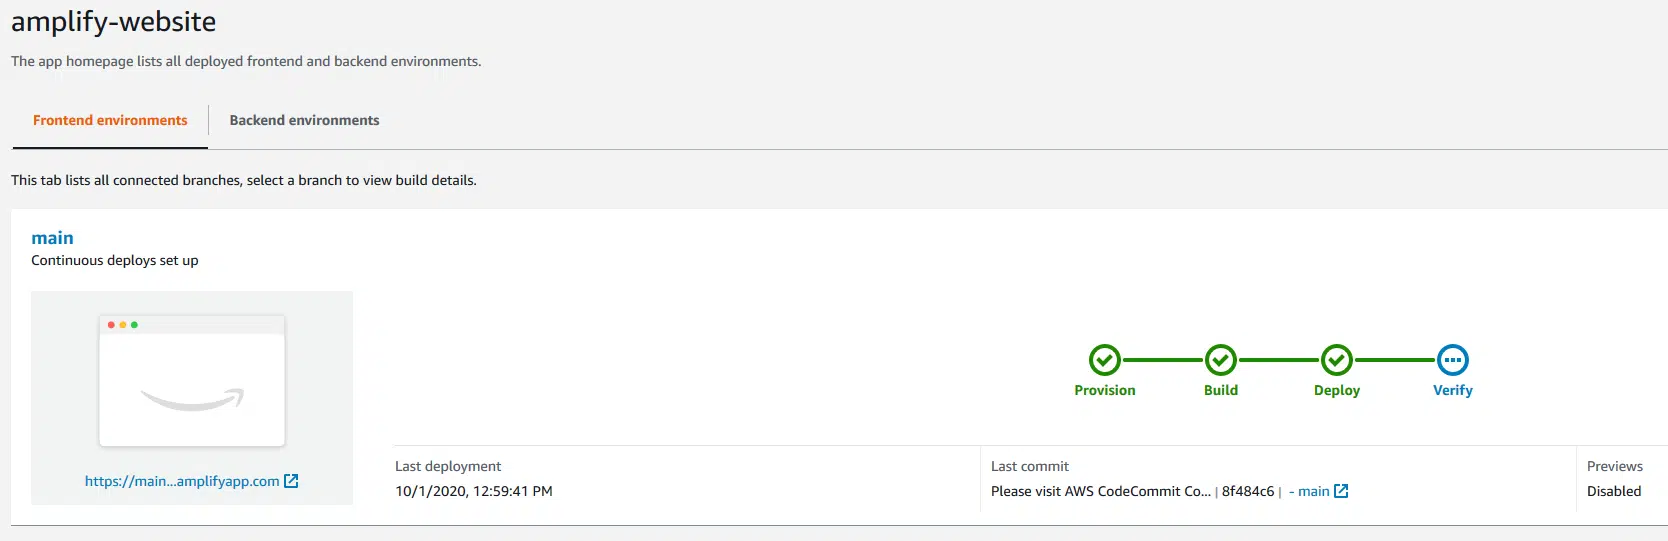 amplify-website
The app homepage lists all deployed frontend and backend environments.
Frontend environments
Backend environments
This tab lists all connected branches, select a branch to view build details.
main
Continuous deploys set up
https://main...amplifyapp.com
Provision
Build
Deploy
Verify
Last deployment
10/1/2020, 12:59:41 PM
Last commit
Please visit AWS CodeCommit Co... | 8f484c6 | - main
Previews
Disabled